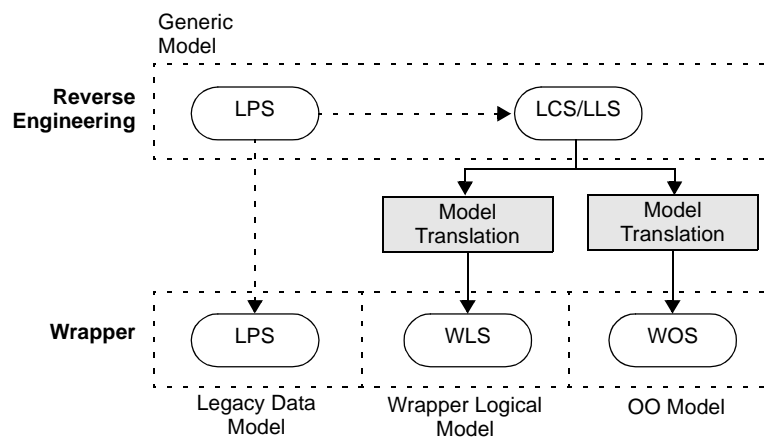 Generic
Model
Reverse
Engineering
LPS
LCS/LLS
Model
Translation
Model
Translation
Wrapper
LPS
WLS
WOS
Legacy Data
Model
Wrapper Logical
Model
OO Model